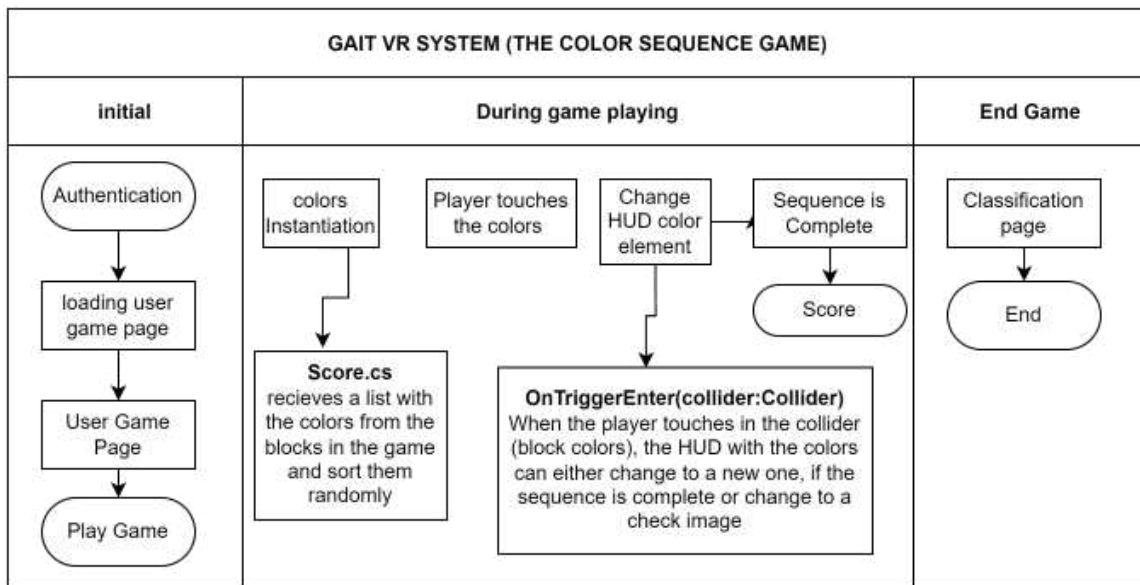 GAIT VR SYSTEM (THE COLOR SEQUENCE GAME)
initial
During game playing
End Game
Authentication
loading user
game page
User Game
Page
Play Game
colors
Instantiation
Score.cs
recieves a list with
the colors from the
blocks in the game
and sort them
randomly
Player touches
the colors
Change
HUD color
element
OnTriggerEnter(collider:Collider)
When the player touches in the collider
(block colors), the HUD with the colors
can either change to a new one, if the
sequence is complete or change to a
check image
Sequence is
Complete
Score
Classification
page
End